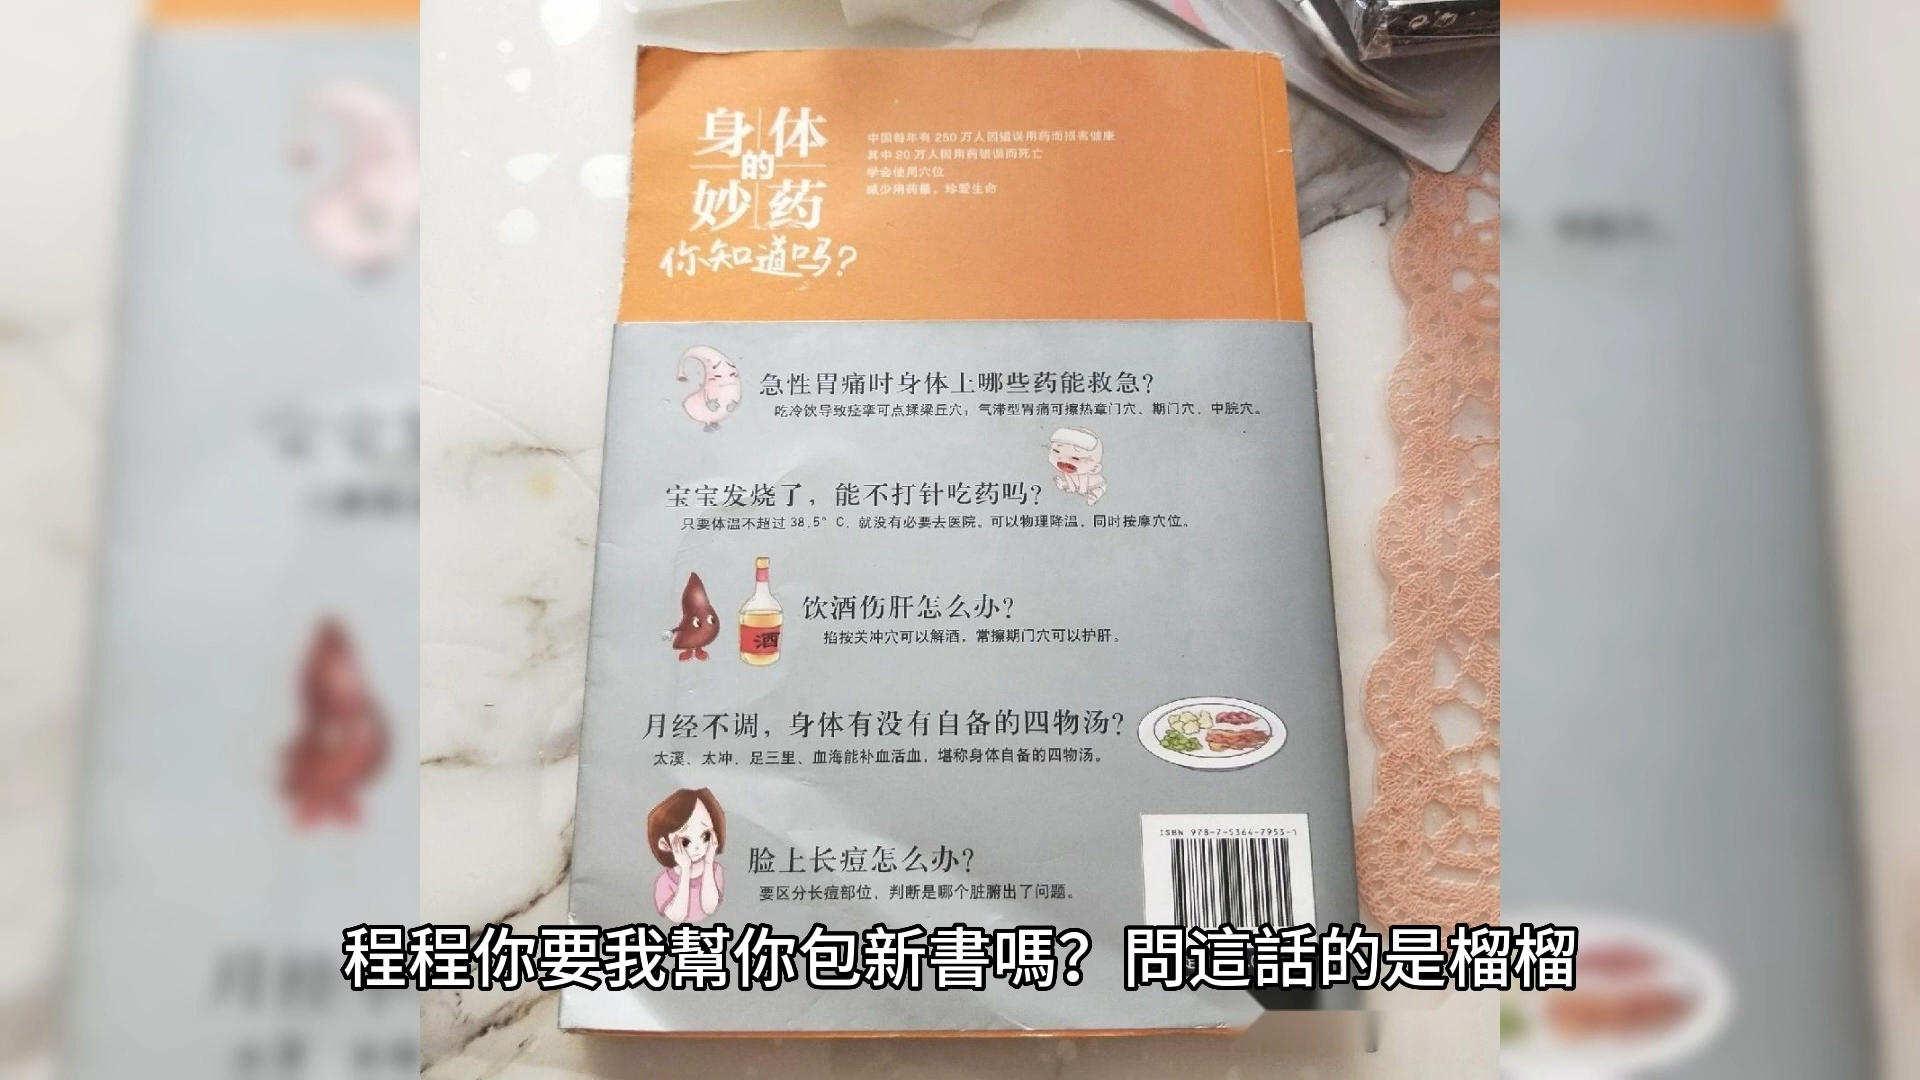 身体
的
妙药
你知道吗？
中国每年有 250 万人因错误用药而损害健康
其中 20 万人因用药错误而死亡
学会使用穴位
减少用药量，珍爱生命
急性胃痛时身体上哪些药能救急？
吃冷饮导致痉挛可点揉梁丘穴；气滞型胃痛可擦热章门穴、期门穴、中脘穴。
宝宝发烧了，能不打针吃药吗？
只要体温不超过 38.5° C，就没有必要去医院。可以物理降温，同时按摩穴位。
酒
饮酒伤肝怎么办？
掐按关冲穴可以解酒，常擦期门穴可以护肝。
月经不调，身体有没有自备的四物汤？
太溪、太冲、足三里、血海能补血活血，堪称身体自备的四物汤。
脸上长痘怎么办？
要区分长痘部位，判断是哪个脏腑出了问题。
ISBN 978-7-5364-7953-1
程程你要我幫你包新書嗎？問這話的是榴榴